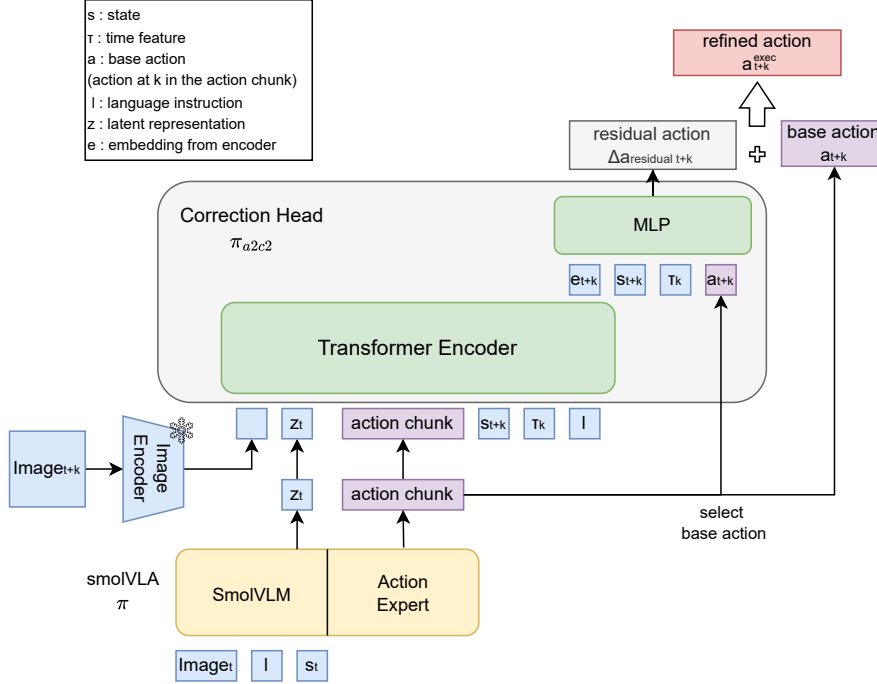 s : state
τ : time feature
a : base action
(action at k in the action chunk)
l : language instruction
z : latent representation
e : embedding from encoder
refined action
a^exec_t+k
residual action
Δa_residual t+k
base action
a_t+k
Correction Head
π_a2c2
MLP
e_t+k s_t+k τ_k a_t+k
Transformer Encoder
z_t action chunk s_t+k τ_k l
Image_t+k
Image
Encoder
z_t action chunk
select
base action
smolVLA
π
SmolVLM
Action
Expert
Image_t l s_t